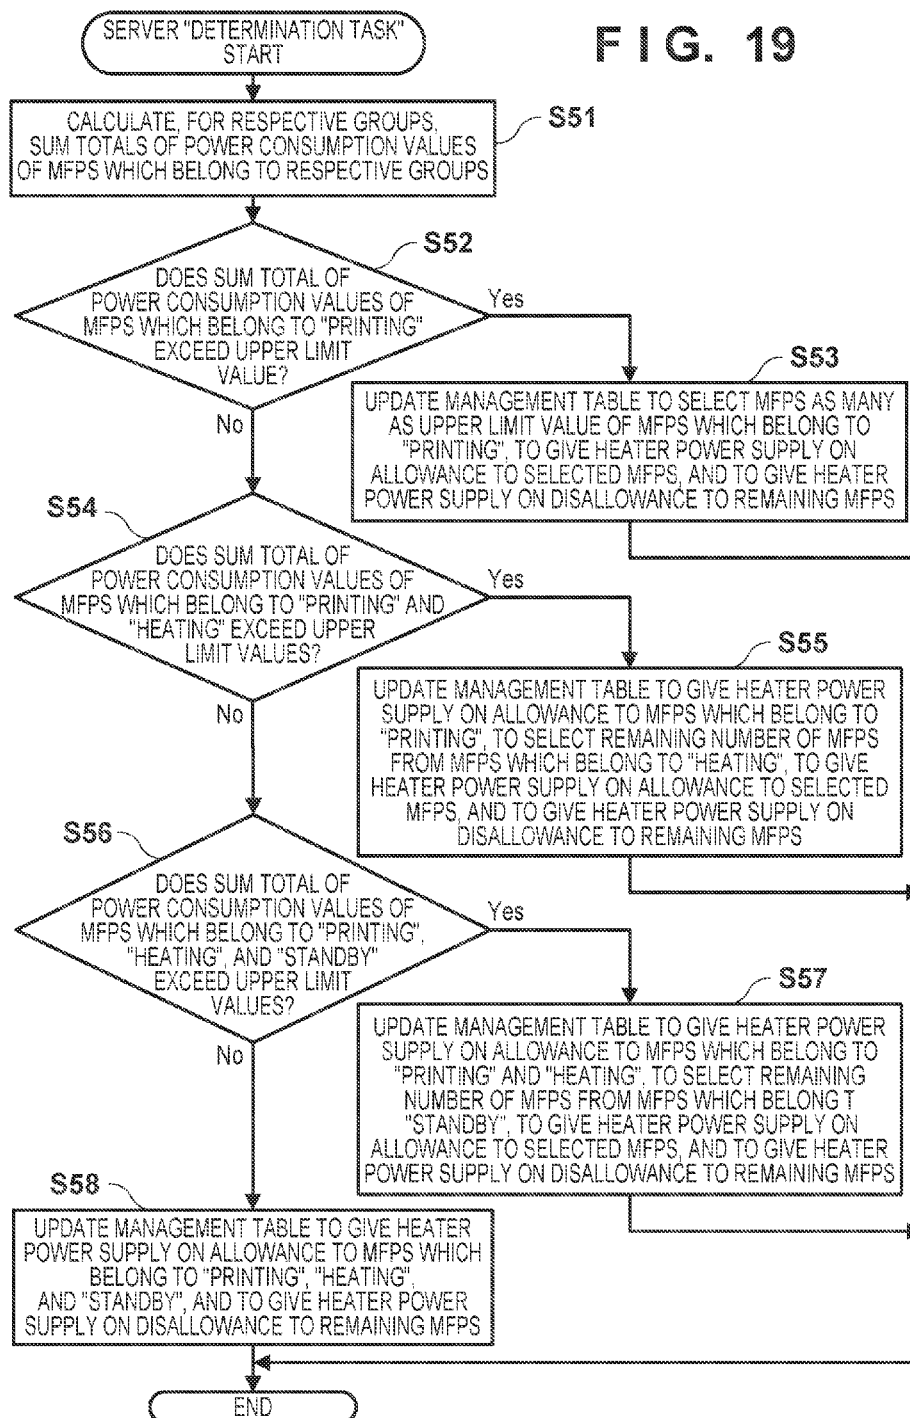 SERVER "DETERMINATION TASK"
START
FIG. 19
S51
CALCULATE, FOR RESPECTIVE GROUPS,
SUM TOTALS OF POWER CONSUMPTION VALUES
OF MFPS WHICH BELONG TO RESPECTIVE GROUPS
S52
DOES SUM TOTAL OF
POWER CONSUMPTION VALUES OF
MFPS WHICH BELONG TO "PRINTING"
EXCEED UPPER LIMIT
VALUE?
Yes
No
S53
UPDATE MANAGEMENT TABLE TO SELECT MFPS AS MANY
AS UPPER LIMIT VALUE OF MFPS WHICH BELONG TO
"PRINTING", TO GIVE HEATER POWER SUPPLY ON
ALLOWANCE TO SELECTED MFPS, AND TO GIVE HEATER
POWER SUPPLY ON DISALLOWANCE TO REMAINING MFPS
S54
DOES SUM TOTAL OF
POWER CONSUMPTION VALUES OF
MFPS WHICH BELONG TO "PRINTING" AND
"HEATING" EXCEED UPPER
LIMIT VALUES?
Yes
No
S55
UPDATE MANAGEMENT TABLE TO GIVE HEATER POWER
SUPPLY ON ALLOWANCE TO MFPS WHICH BELONG TO
"PRINTING", TO SELECT REMAINING NUMBER OF MFPS
FROM MFPS WHICH BELONG TO "HEATING", TO GIVE
HEATER POWER SUPPLY ON ALLOWANCE TO SELECTED
MFPS, AND TO GIVE HEATER POWER SUPPLY ON
DISALLOWANCE TO REMAINING MFPS
S56
DOES SUM TOTAL OF
POWER CONSUMPTION VALUES OF
MFPS WHICH BELONG TO "PRINTING",
"HEATING", AND "STANDBY"
EXCEED UPPER LIMIT
VALUES?
Yes
No
S57
UPDATE MANAGEMENT TABLE TO GIVE HEATER POWER
SUPPLY ON ALLOWANCE TO MFPS WHICH BELONG TO
"PRINTING" AND "HEATING", TO SELECT REMAINING
NUMBER OF MFPS FROM MFPS WHICH BELONG T
"STANDBY", TO GIVE HEATER POWER SUPPLY ON
ALLOWANCE TO SELECTED MFPS, AND TO GIVE HEATER
POWER SUPPLY ON DISALLOWANCE TO REMAINING MFPS
S58
UPDATE MANAGEMENT TABLE TO GIVE HEATER
POWER SUPPLY ON ALLOWANCE TO MFPS WHICH
BELONG TO "PRINTING", "HEATING",
AND "STANDBY", AND TO GIVE HEATER POWER
SUPPLY ON DISALLOWANCE TO REMAINING MFPS
END